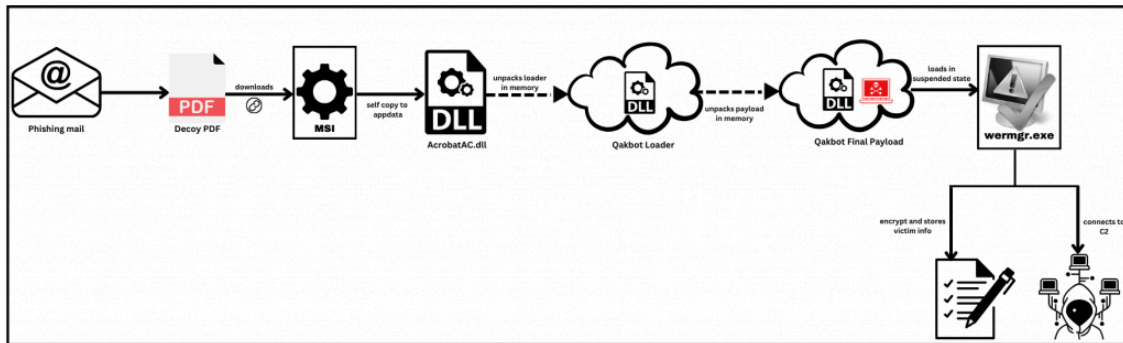 @
PDF
Phishing mail
Decoy PDF
downloads
MSI
self copy to
appdata
DLL
AcrobatAC.dll
unpacks loader
in memory
DLL
Qakbot Loader
unpacks payload
in memory
DLL
Qakbot Final Payload
loads in
suspended state
wermgr.exe
encrypt and stores
victim info
connects to
C2